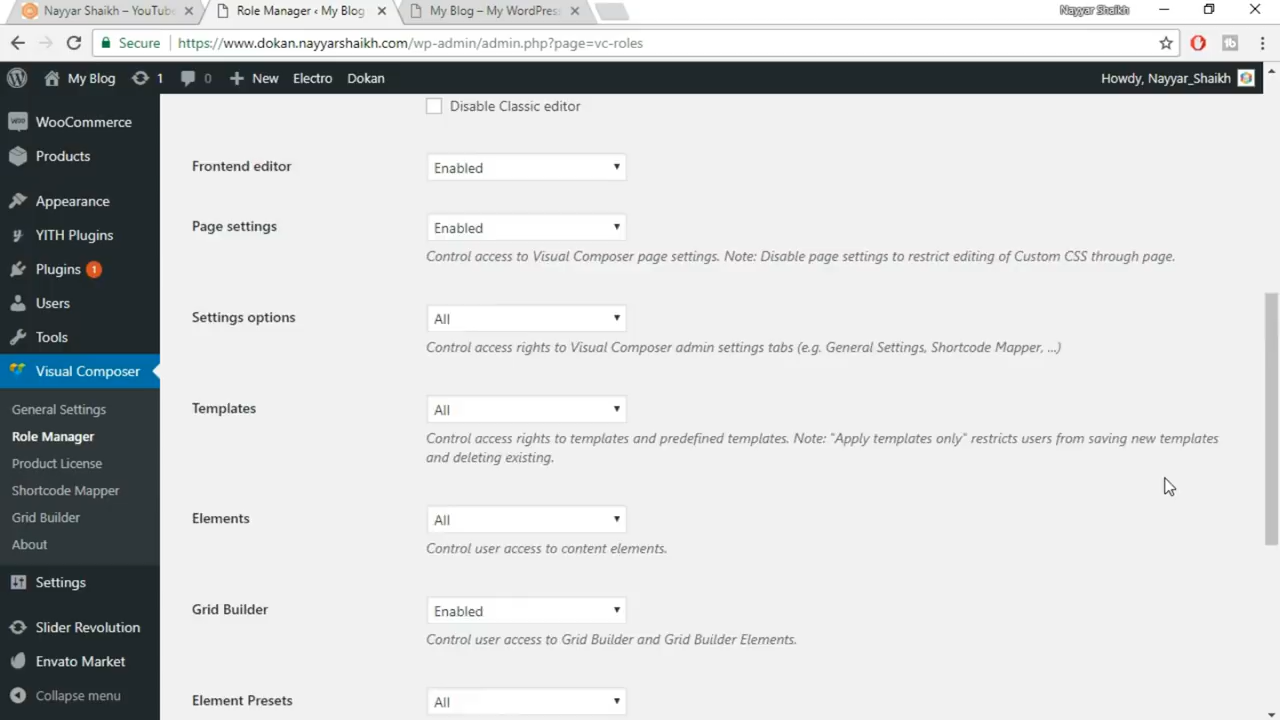 Nayyar Shaikh – YouTube
Role Manager ‹ My Blog
My Blog – My WordPres
Nayyar Shaikh
Secure
https://www.dokan.nayyarshaikh.com/wp-admin/admin.php?page=vc-roles
My Blog
1
0
New
Electro
Dokan
Howdy, Nayyar_Shaikh
WooCommerce
Products
Appearance
YITH Plugins
Plugins 1
Users
Tools
Visual Composer
General Settings
Role Manager
Product License
Shortcode Mapper
Grid Builder
About
Settings
Slider Revolution
Envato Market
Collapse menu
Disable Classic editor
Frontend editor
Enabled
Page settings
Enabled
Control access to Visual Composer page settings. Note: Disable page settings to restrict editing of Custom CSS through page.
Settings options
All
Control access rights to Visual Composer admin settings tabs (e.g. General Settings, Shortcode Mapper, ...)
Templates
All
Control access rights to templates and predefined templates. Note: "Apply templates only" restricts users from saving new templates
and deleting existing.
Elements
All
Control user access to content elements.
Grid Builder
Enabled
Control user access to Grid Builder and Grid Builder Elements.
Element Presets
All